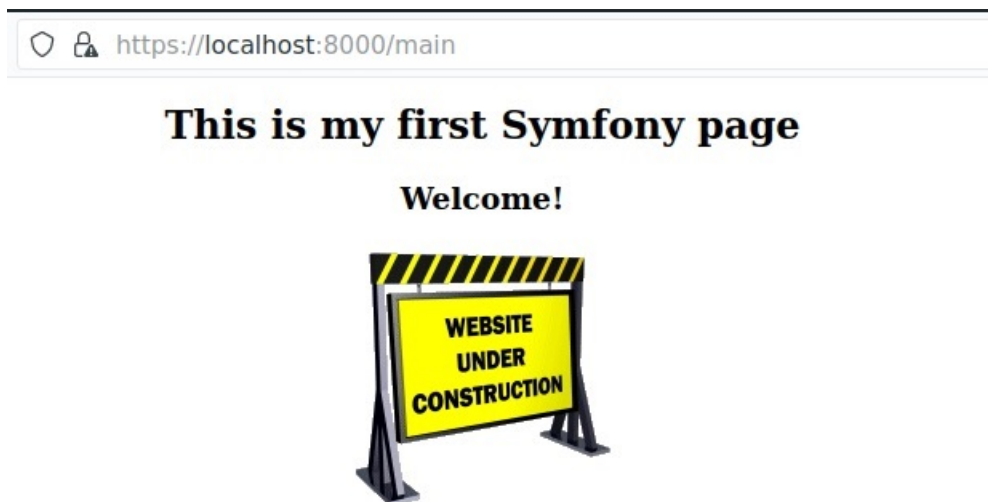 https://localhost:8000/main
This is my first Symfony page
Welcome!
WEBSITE
UNDER
CONSTRUCTION